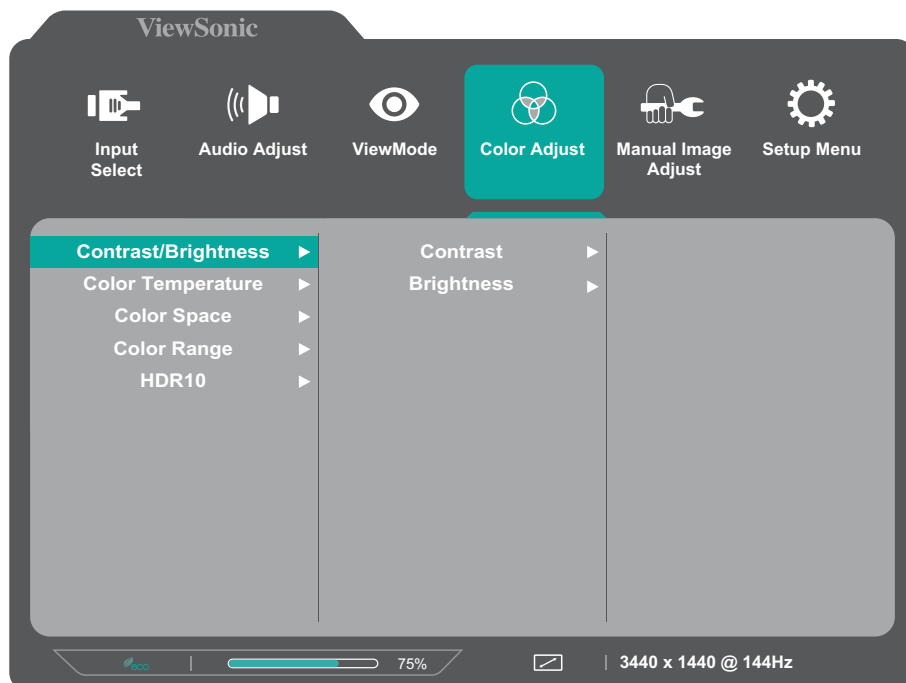 ViewSonic
Input Select
Audio Adjust
ViewMode
Color Adjust
Manual Image Adjust
Setup Menu
Contrast/Brightness
Color Temperature
Color Space
Color Range
HDR10
Contrast
Brightness
eco
75%
3440 x 1440 @ 144Hz